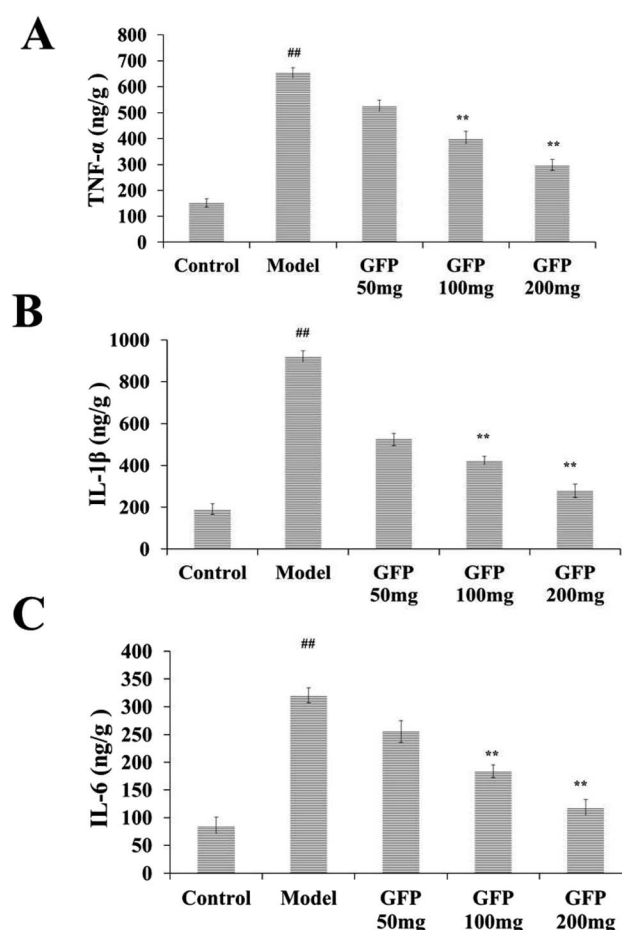 A
TNF-α (ng/g )
800
700
600
500
400
300
200
100
0
##
**
**
Control Model GFP GFP GFP
50mg 100mg 200mg
B
IL-1β (ng/g )
1000
800
600
400
200
0
##
**
**
Control Model GFP GFP GFP
50mg 100mg 200mg
C
IL-6 (ng/g )
400
350
300
250
200
150
100
50
0
##
**
**
Control Model GFP GFP GFP
50mg 100mg 200mg